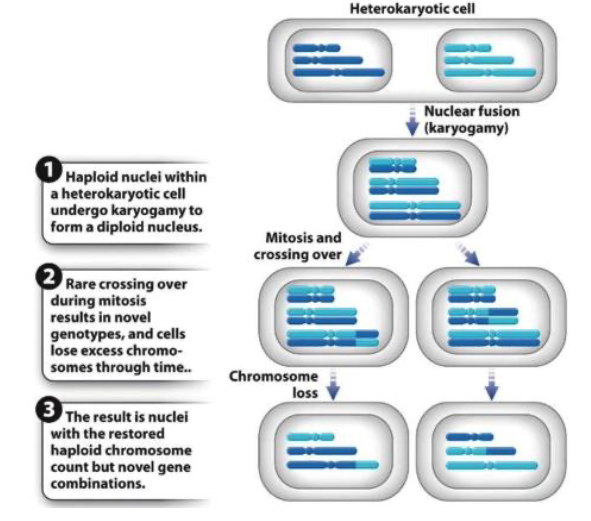 Heterokaryotic cell
Nuclear fusion
(karyogamy)
1 Haploid nuclei within
a heterokaryotic cell
undergo karyogamy to
form a diploid nucleus.
Mitosis and
crossing over
2 Rare crossing over
during mitosis
results in novel
genotypes, and cells
lose excess chromo-
somes through time..
Chromosome
loss
3 The result is nuclei
with the restored
haploid chromosome
count but novel gene
combinations.